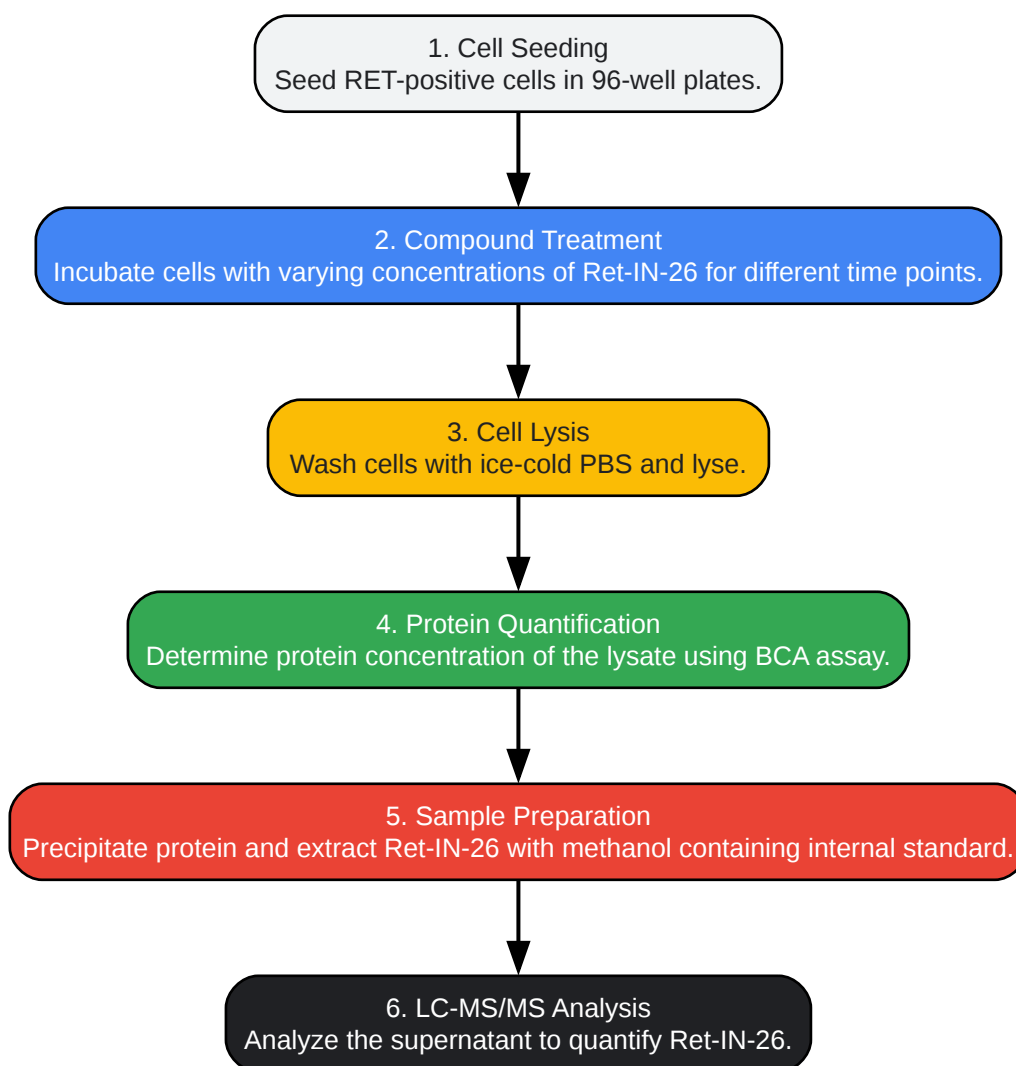 1. Cell Seeding
Seed RET-positive cells in 96-well plates.
2. Compound Treatment
Incubate cells with varying concentrations of Ret-IN-26 for different time points.
3. Cell Lysis
Wash cells with ice-cold PBS and lyse.
4. Protein Quantification
Determine protein concentration of the lysate using BCA assay.
5. Sample Preparation
Precipitate protein and extract Ret-IN-26 with methanol containing internal standard.
6. LC-MS/MS Analysis
Analyze the supernatant to quantify Ret-IN-26.